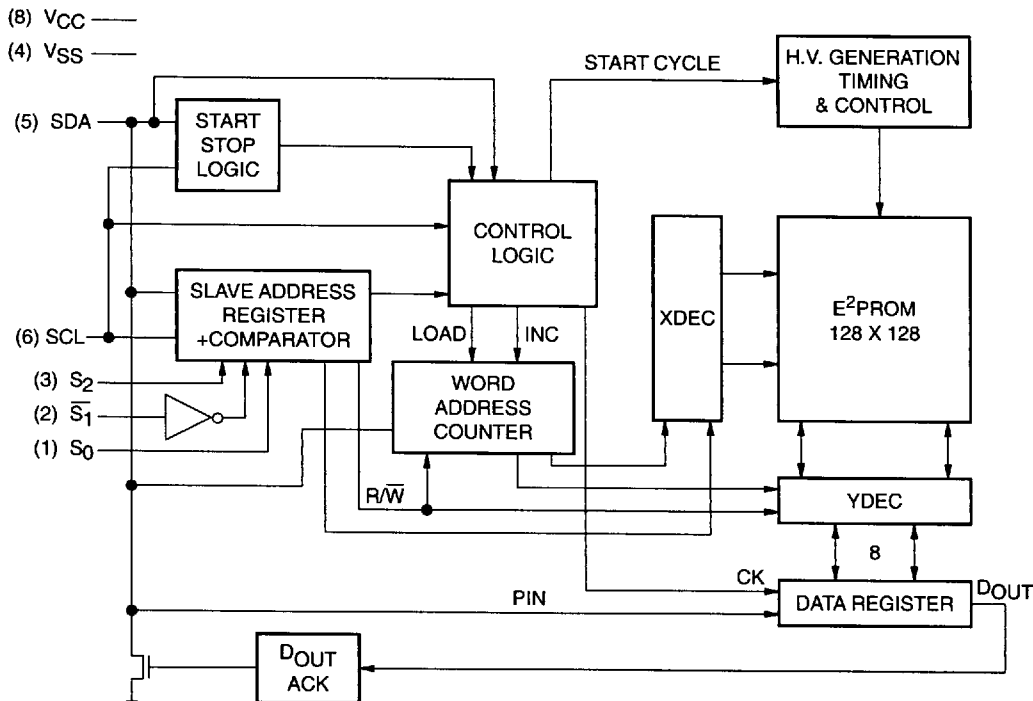 (8) VCC
(4) VSS
START CYCLE
H.V. GENERATION
TIMING
& CONTROL
(5) SDA
START
STOP
LOGIC
CONTROL
LOGIC
SLAVE ADDRESS
REGISTER
+COMPARATOR
XDEC
E²PROM
128 X 128
(6) SCL
LOAD
INC
(3) S2
(2) S̅1̅
(1) S0
WORD
ADDRESS
COUNTER
R/W̅
YDEC
8
CK
DOUT
PIN
DATA REGISTER
DOUT
ACK